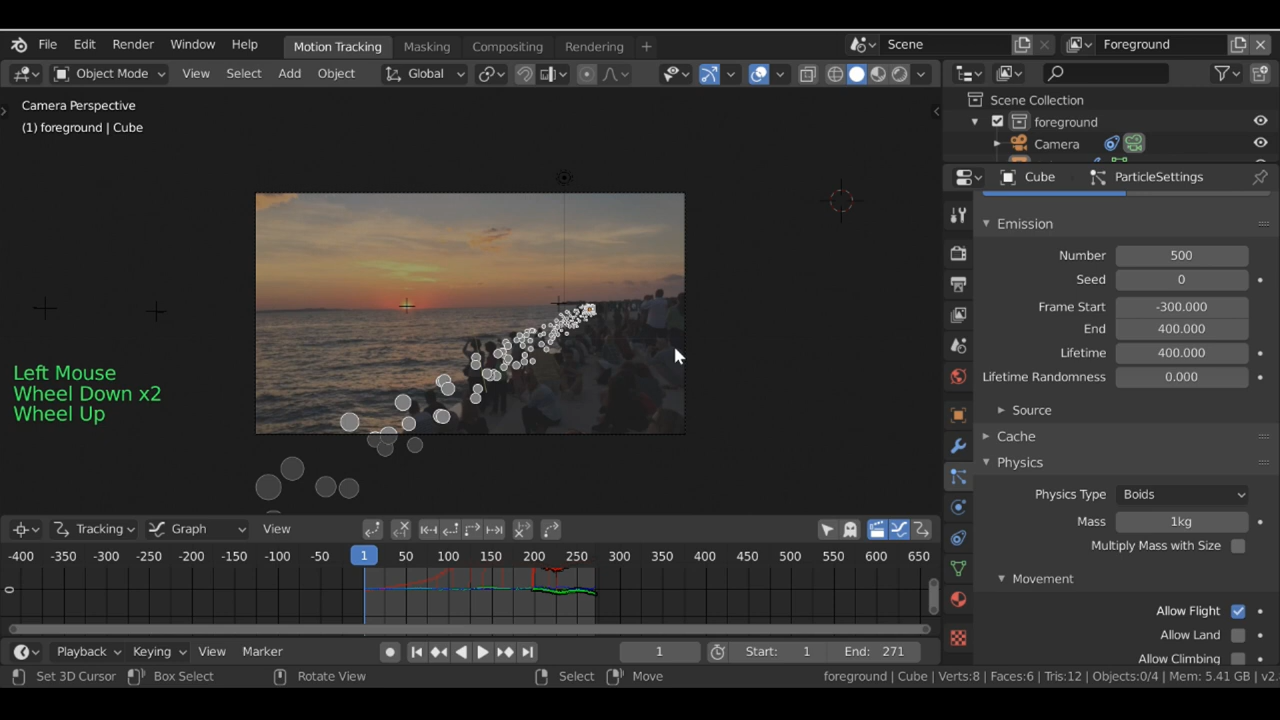 File Edit Render Window Help Motion Tracking Masking Compositing Rendering + Scene Foreground
Object Mode View Select Add Object Global
Camera Perspective
(1) foreground | Cube
Scene Collection
foreground
Camera
Cube ParticleSettings
Emission
Number 500
Seed 0
Frame Start -300.000
End 400.000
Lifetime 400.000
Lifetime Randomness 0.000
Source
Cache
Physics
Physics Type Boids
Mass 1kg
Multiply Mass with Size
Movement
Allow Flight
Allow Land
Allow Climbing
Left Mouse
Wheel Down x2
Wheel Up
Tracking Graph View
-400 -350 -300 -250 -200 -150 -100 -50 1 50 100 150 200 250 300 350 400 450 500 550 600 650
0
Playback Keying View Marker 1 Start: 1 End: 271
Set 3D Cursor Box Select Rotate View Select Move foreground | Cube | Verts:8 | Faces:6 | Tris:12 | Objects:0/4 | Mem: 5.41 GB | v2.